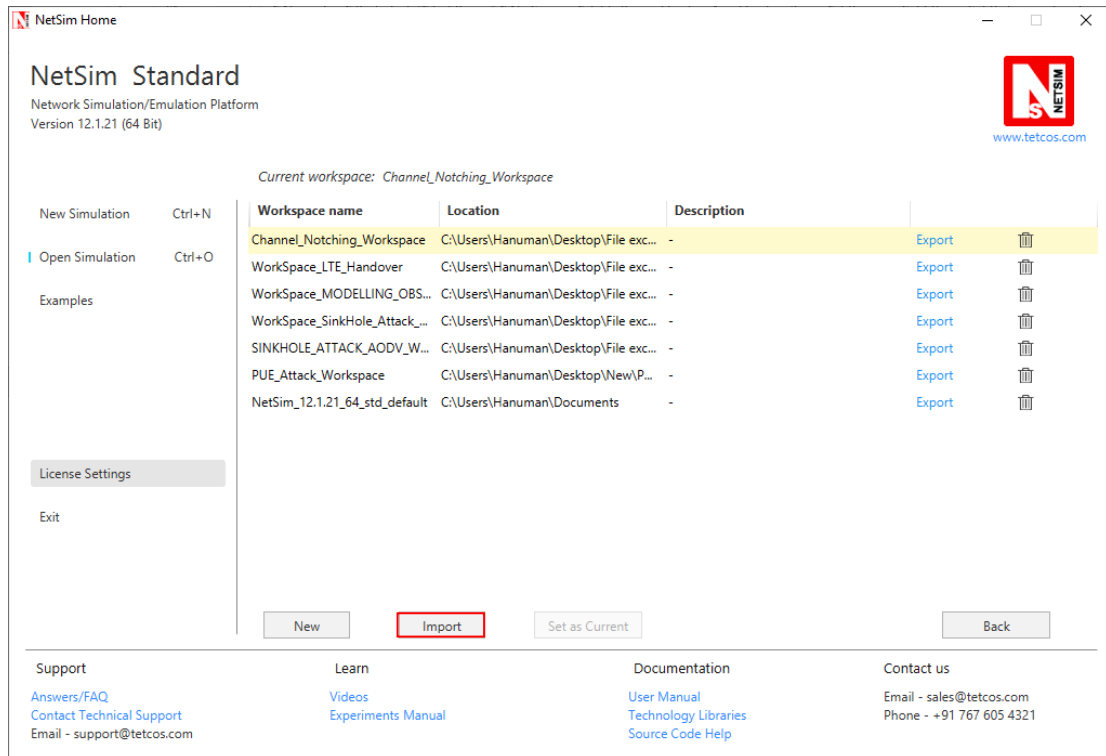 NetSim Home
NetSim Standard
Network Simulation/Emulation Platform
Version 12.1.21 (64 Bit)
NS NETSIM
www.tetcos.com
Current workspace: Channel_Notching_Workspace
New Simulation Ctrl+N
Open Simulation Ctrl+O
Examples
License Settings
Exit
Workspace name Location Description
Channel_Notching_Workspace C:\Users\Hanuman\Desktop\File exc... - Export
WorkSpace_LTE_Handover C:\Users\Hanuman\Desktop\File exc... - Export
WorkSpace_MODELLING_OBS... C:\Users\Hanuman\Desktop\File exc... - Export
WorkSpace_SinkHole_Attack_... C:\Users\Hanuman\Desktop\File exc... - Export
SINKHOLE_ATTACK_AODV_W... C:\Users\Hanuman\Desktop\File exc... - Export
PUE_Attack_Workspace C:\Users\Hanuman\Desktop\New\P... - Export
NetSim_12.1.21_64_std_default C:\Users\Hanuman\Documents - Export
New Import Set as Current Back
Support
Answers/FAQ
Contact Technical Support
Email - support@tetcos.com
Learn
Videos
Experiments Manual
Documentation
User Manual
Technology Libraries
Source Code Help
Contact us
Email - sales@tetcos.com
Phone - +91 767 605 4321